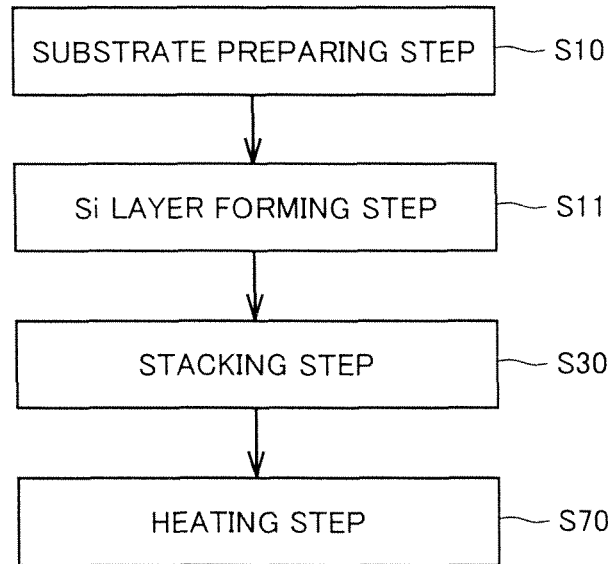 SUBSTRATE PREPARING STEP S10
Si LAYER FORMING STEP S11
STACKING STEP S30
HEATING STEP S70